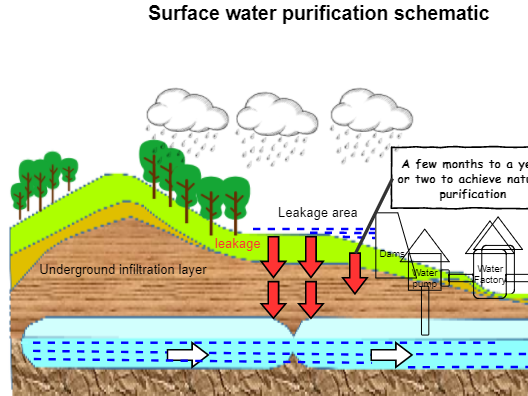 Surface water purification schematic
A few months to a ye
or two to achieve natu
purification
Leakage area
leakage
Dams
Underground infiltration layer
Water
pump
Water
Factory